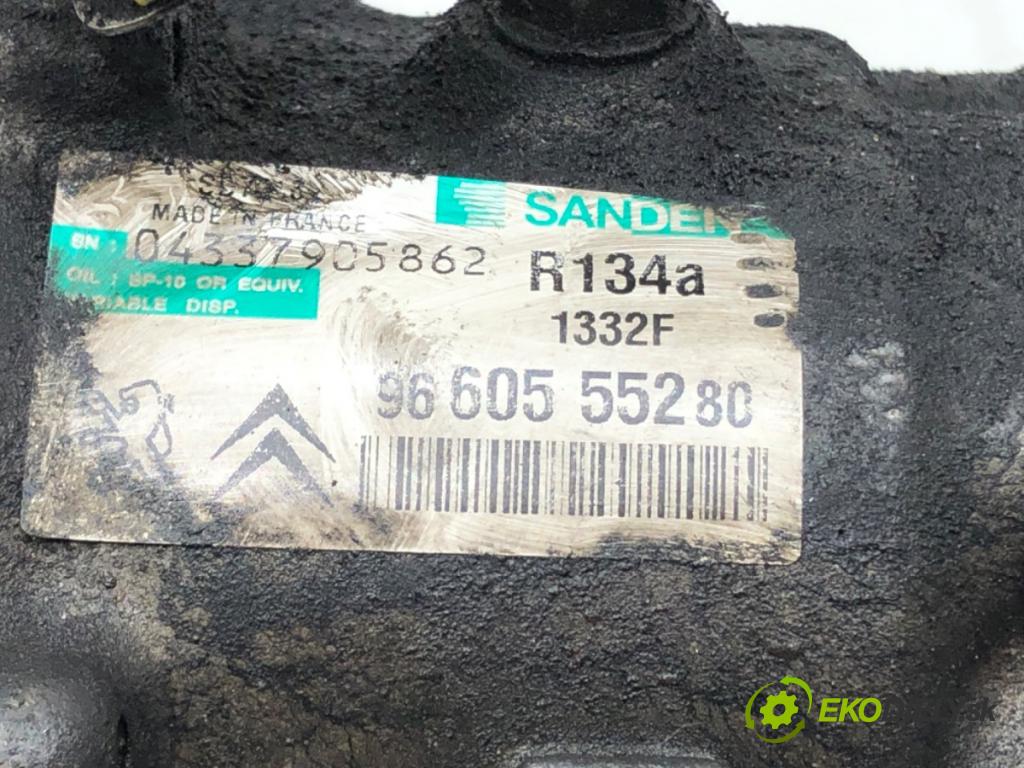 SANDEN
MADE IN FRANCE
SN : 04337905862
R134a
OIL : SP-10 OR EQUIV.
DISP.
1332F
96 605 552 80
EKO